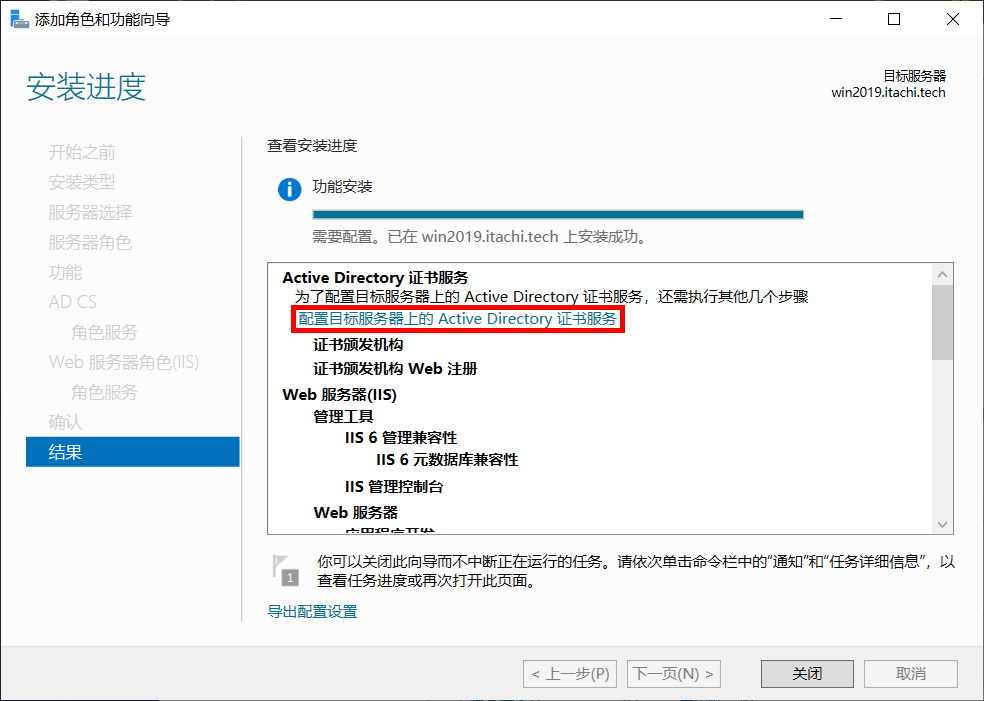 添加角色和功能向导
安装进度
目标服务器
win2019.itachi.tech
开始之前
安装类型
服务器选择
服务器角色
功能
AD CS
角色服务
Web 服务器角色(IIS)
角色服务
确认
结果
查看安装进度
功能安装
需要配置。已在 win2019.itachi.tech 上安装成功。
Active Directory 证书服务
为了配置目标服务器上的 Active Directory 证书服务，还需执行其他几个步骤
配置目标服务器上的 Active Directory 证书服务
证书颁发机构
证书颁发机构 Web 注册
Web 服务器(IIS)
管理工具
IIS 6 管理兼容性
IIS 6 元数据库兼容性
IIS 管理控制台
Web 服务器
应用程序开发
1
你可以关闭此向导而不中断正在运行的任务。请依次单击命令栏中的"通知"和"任务详细信息"，以
查看任务进度或再次打开此页面。
导出配置设置
< 上一步(P)
下一页(N) >
关闭
取消